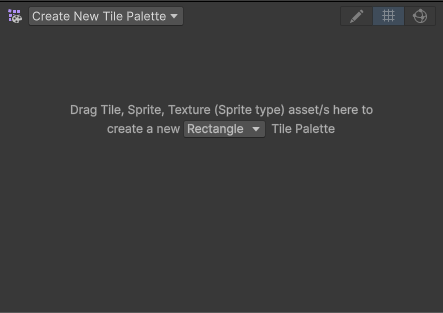 Create New Tile Palette
Drag Tile, Sprite, Texture (Sprite type) asset/s here to
create a new Rectangle Tile Palette